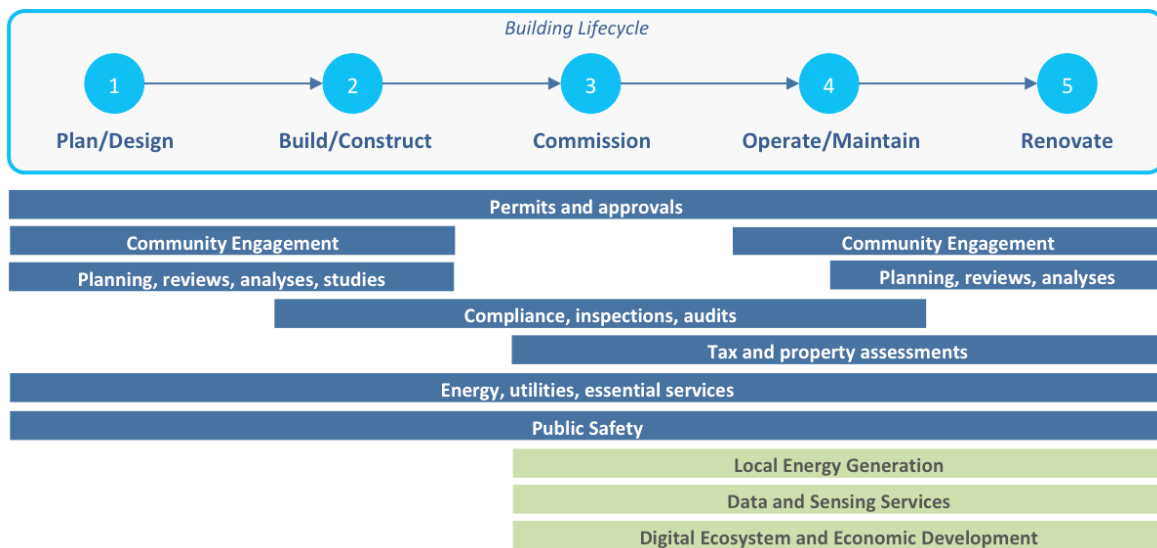 Building Lifecycle
1
2
3
4
5
Plan/Design
Build/Construct
Commission
Operate/Maintain
Renovate
Permits and approvals
Community Engagement
Community Engagement
Planning, reviews, analyses, studies
Planning, reviews, analyses
Compliance, inspections, audits
Tax and property assessments
Energy, utilities, essential services
Public Safety
Local Energy Generation
Data and Sensing Services
Digital Ecosystem and Economic Development